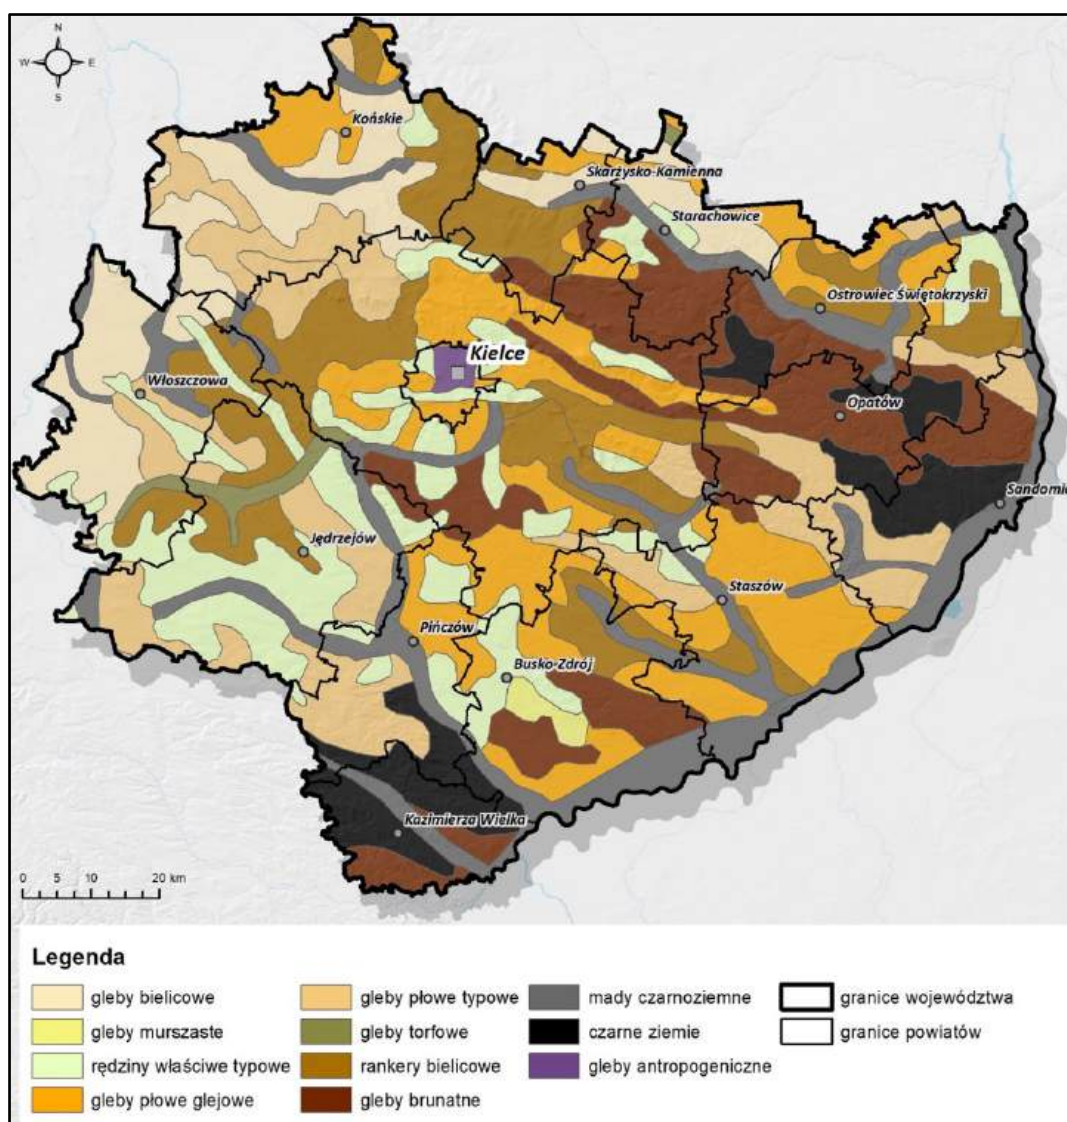 N
W E
S
Końskie
Skarżysko-Kamienna
Starachowice
Ostrowiec Świętokrzyski
Kielce
Włoszczowa
Opatów
Sandomie
Jędrzejów
Staszów
Pińczów
Busko-Zdrój
Kazimierza Wielka
0 5 10 20 km
Legenda
gleby bielicowe gleby płowe typowe mady czarnoziemne granice województwa
gleby murszaste gleby torfowe czarne ziemie granice powiatów
rędziny właściwe typowe rankery bielicowe gleby antropogeniczne
gleby płowe glejowe gleby brunatne